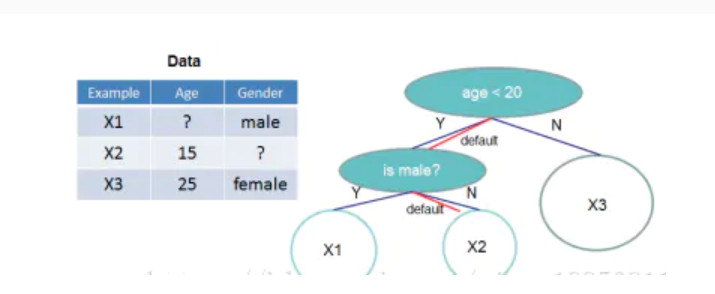 Data
Example Age Gender
X1 ? male
X2 15 ?
X3 25 female
age < 20
Y N
default
is male?
Y N
default
X1 X2 X3